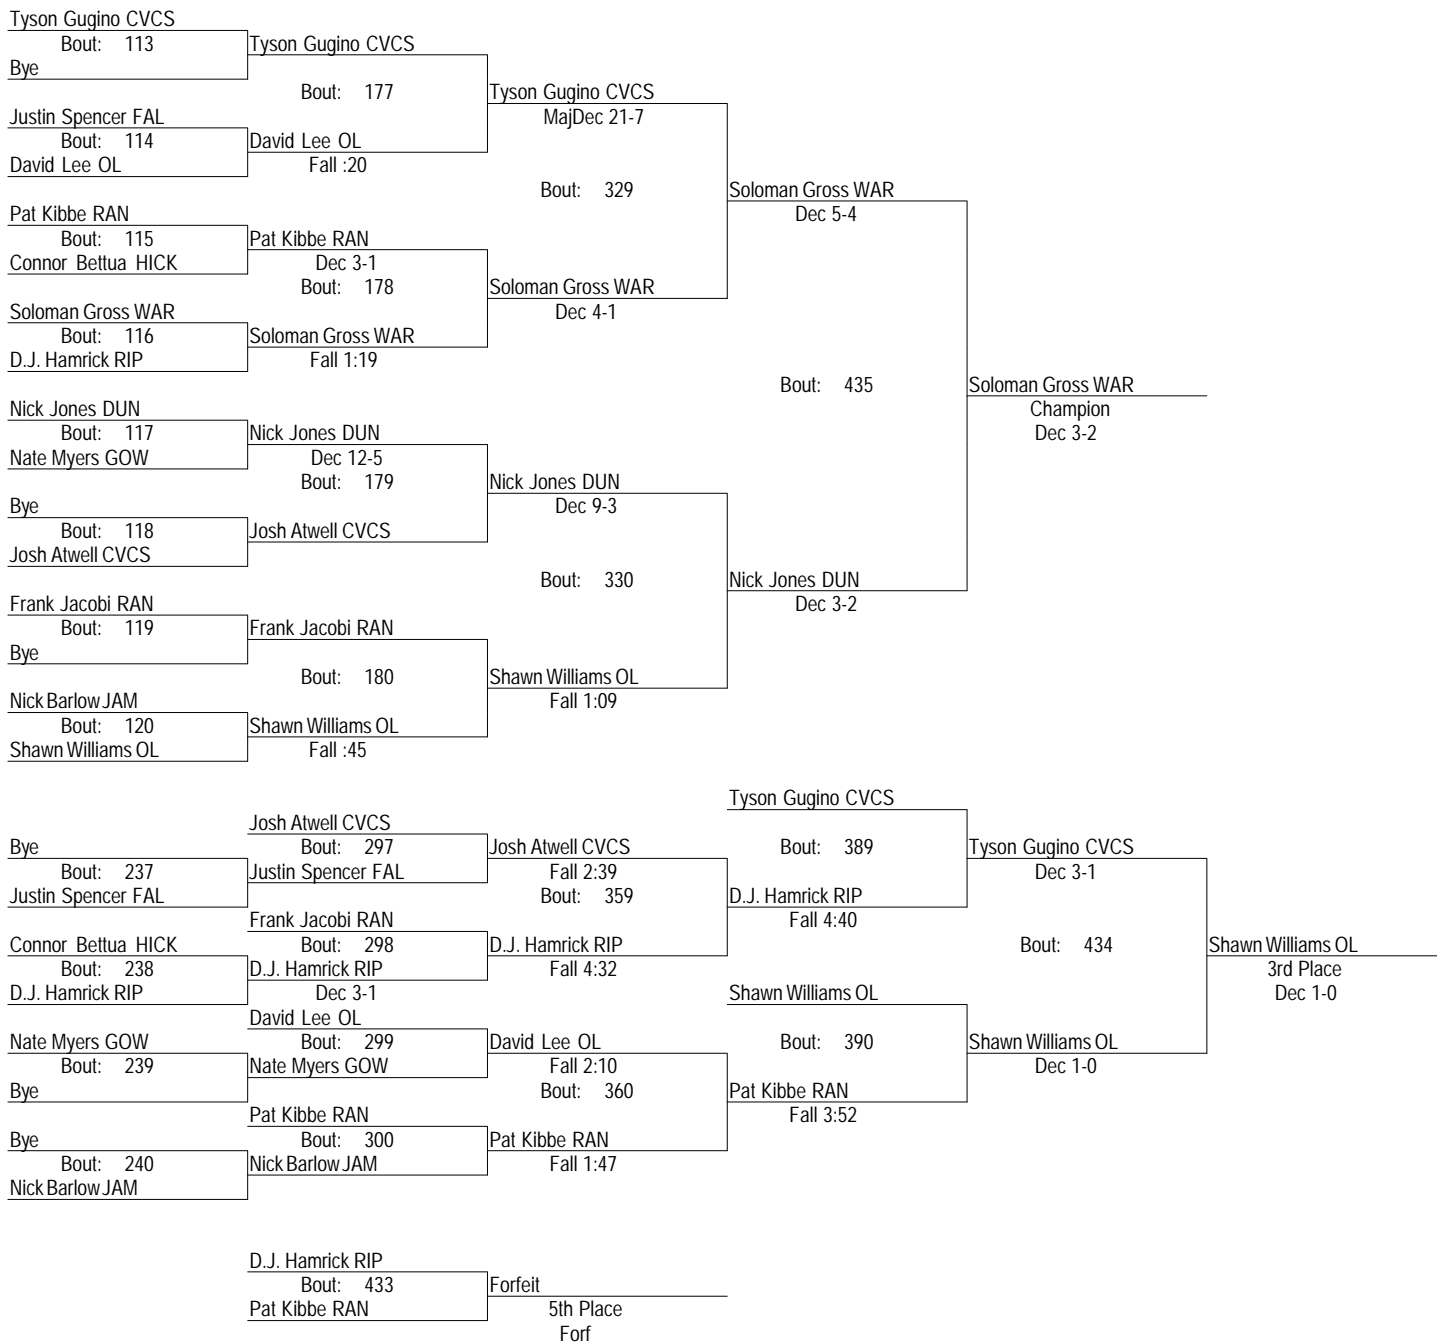 Tyson Gugino CVCS
Bout: 113
Tyson Gugino CVCS
Bye
Bout: 177
Tyson Gugino CVCS
Justin Spencer FAL
MajDec 21-7
Bout: 114
David Lee OL
David Lee OL
Fall :20
Bout: 329
Soloman Gross WAR
Pat Kibbe RAN
Dec 5-4
Bout: 115
Pat Kibbe RAN
Connor Bettua HICK
Dec 3-1
Bout: 178
Soloman Gross WAR
Soloman Gross WAR
Dec 4-1
Bout: 116
Soloman Gross WAR
D.J. Hamrick RIP
Fall 1:19
Bout: 435
Soloman Gross WAR
Nick Jones DUN
Champion
Bout: 117
Nick Jones DUN
Dec 3-2
Nate Myers GOW
Dec 12-5
Bout: 179
Nick Jones DUN
Bye
Dec 9-3
Bout: 118
Josh Atwell CVCS
Josh Atwell CVCS
Bout: 330
Nick Jones DUN
Frank Jacobi RAN
Dec 3-2
Bout: 119
Frank Jacobi RAN
Bye
Bout: 180
Shawn Williams OL
Nick Barlow JAM
Fall 1:09
Bout: 120
Shawn Williams OL
Shawn Williams OL
Fall :45
Tyson Gugino CVCS
Josh Atwell CVCS
Bye
Bout: 297
Josh Atwell CVCS
Bout: 389
Tyson Gugino CVCS
Bout: 237
Justin Spencer FAL
Fall 2:39
Dec 3-1
Justin Spencer FAL
Bout: 359
D.J. Hamrick RIP
Frank Jacobi RAN
Fall 4:40
Connor Bettua HICK
Bout: 298
D.J. Hamrick RIP
Bout: 434
Shawn Williams OL
Bout: 238
D.J. Hamrick RIP
Fall 4:32
3rd Place
D.J. Hamrick RIP
Dec 3-1
Shawn Williams OL
Dec 1-0
David Lee OL
Nate Myers GOW
Bout: 299
David Lee OL
Bout: 390
Shawn Williams OL
Bout: 239
Nate Myers GOW
Fall 2:10
Dec 1-0
Bye
Bout: 360
Pat Kibbe RAN
Pat Kibbe RAN
Fall 3:52
Bye
Bout: 300
Pat Kibbe RAN
Bout: 240
Nick Barlow JAM
Fall 1:47
Nick Barlow JAM
D.J. Hamrick RIP
Bout: 433
Forfeit
Pat Kibbe RAN
5th Place
Forf